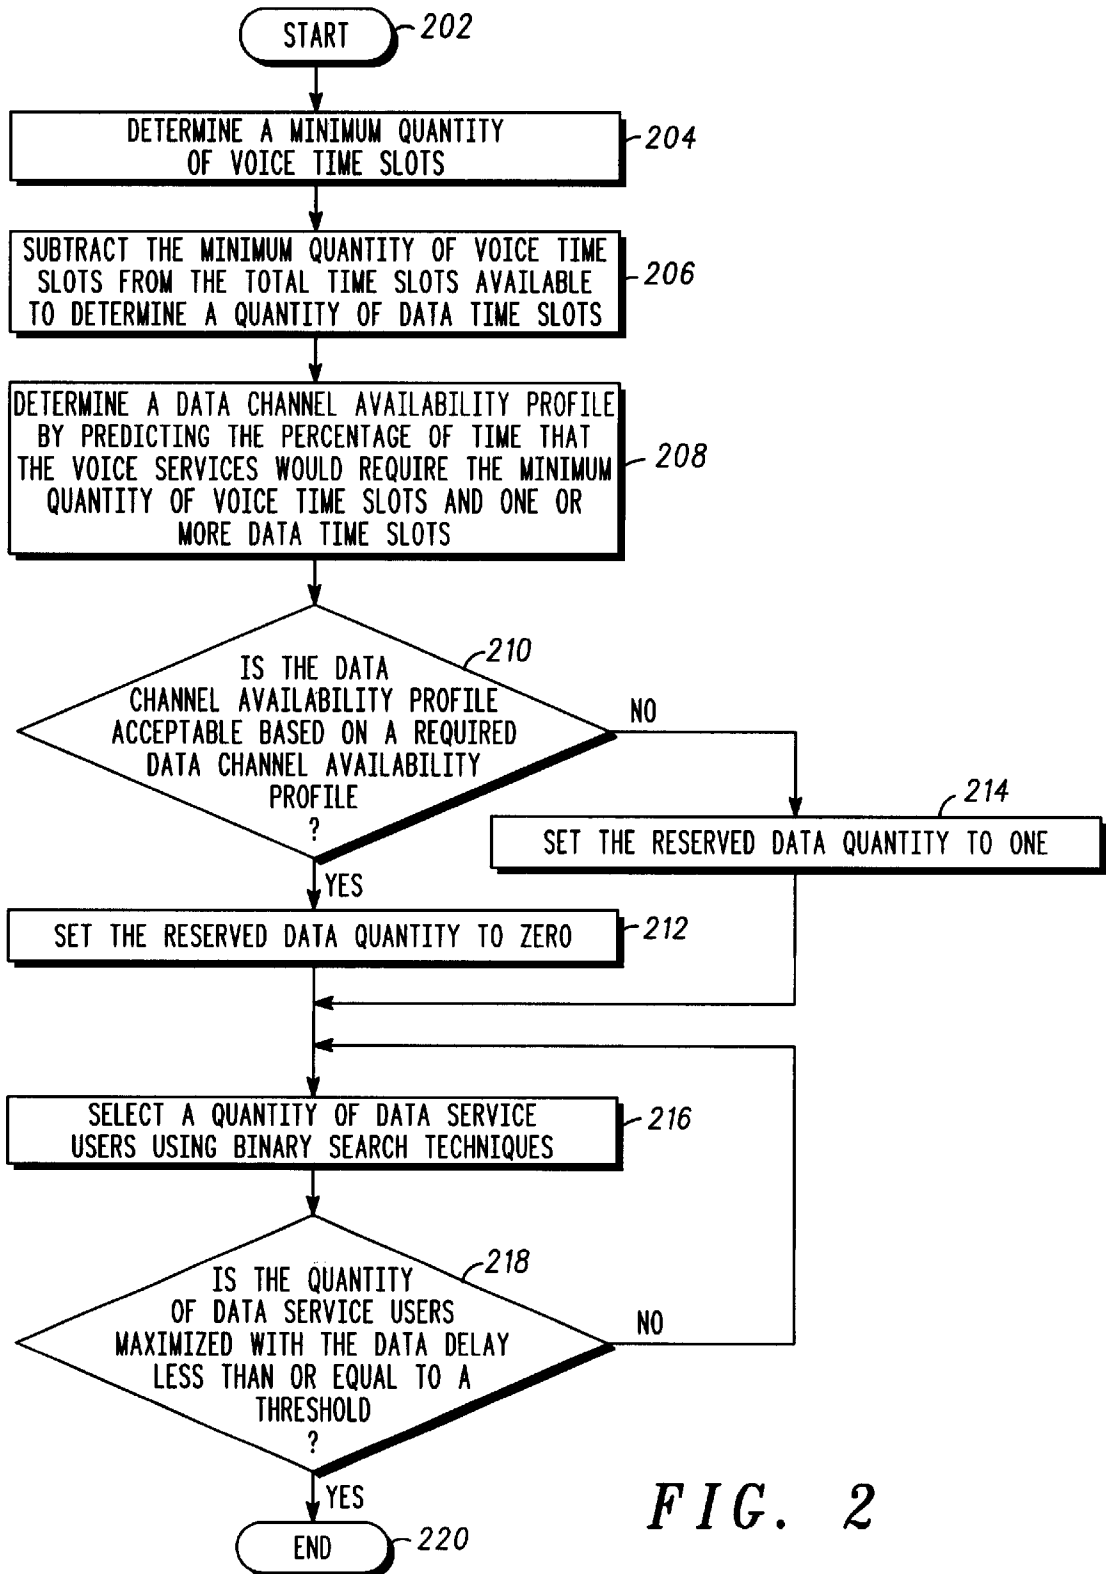 START
202
DETERMINE A MINIMUM QUANTITY
OF VOICE TIME SLOTS
204
SUBTRACT THE MINIMUM QUANTITY OF VOICE TIME
SLOTS FROM THE TOTAL TIME SLOTS AVAILABLE
TO DETERMINE A QUANTITY OF DATA TIME SLOTS
206
DETERMINE A DATA CHANNEL AVAILABILITY PROFILE
BY PREDICTING THE PERCENTAGE OF TIME THAT
THE VOICE SERVICES WOULD REQUIRE THE MINIMUM
QUANTITY OF VOICE TIME SLOTS AND ONE OR
MORE DATA TIME SLOTS
208
210
IS THE DATA
CHANNEL AVAILABILITY PROFILE
ACCEPTABLE BASED ON A REQUIRED
DATA CHANNEL AVAILABILITY
PROFILE
?
NO
214
SET THE RESERVED DATA QUANTITY TO ONE
YES
SET THE RESERVED DATA QUANTITY TO ZERO
212
SELECT A QUANTITY OF DATA SERVICE
USERS USING BINARY SEARCH TECHNIQUES
216
218
IS THE QUANTITY
OF DATA SERVICE USERS
MAXIMIZED WITH THE DATA DELAY
LESS THAN OR EQUAL TO A
THRESHOLD
?
NO
YES
END
220
FIG. 2